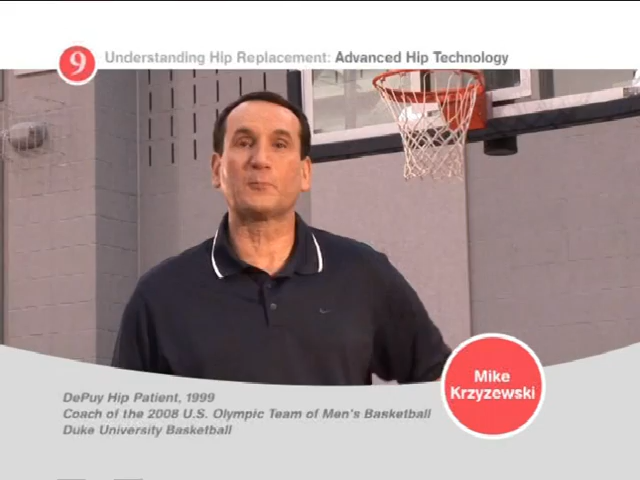 9
Understanding Hip Replacement: Advanced Hip Technology
Mike
Krzyzewski
DePuy Hip Patient, 1999
Coach of the 2008 U.S. Olympic Team of Men's Basketball
Duke University Basketball